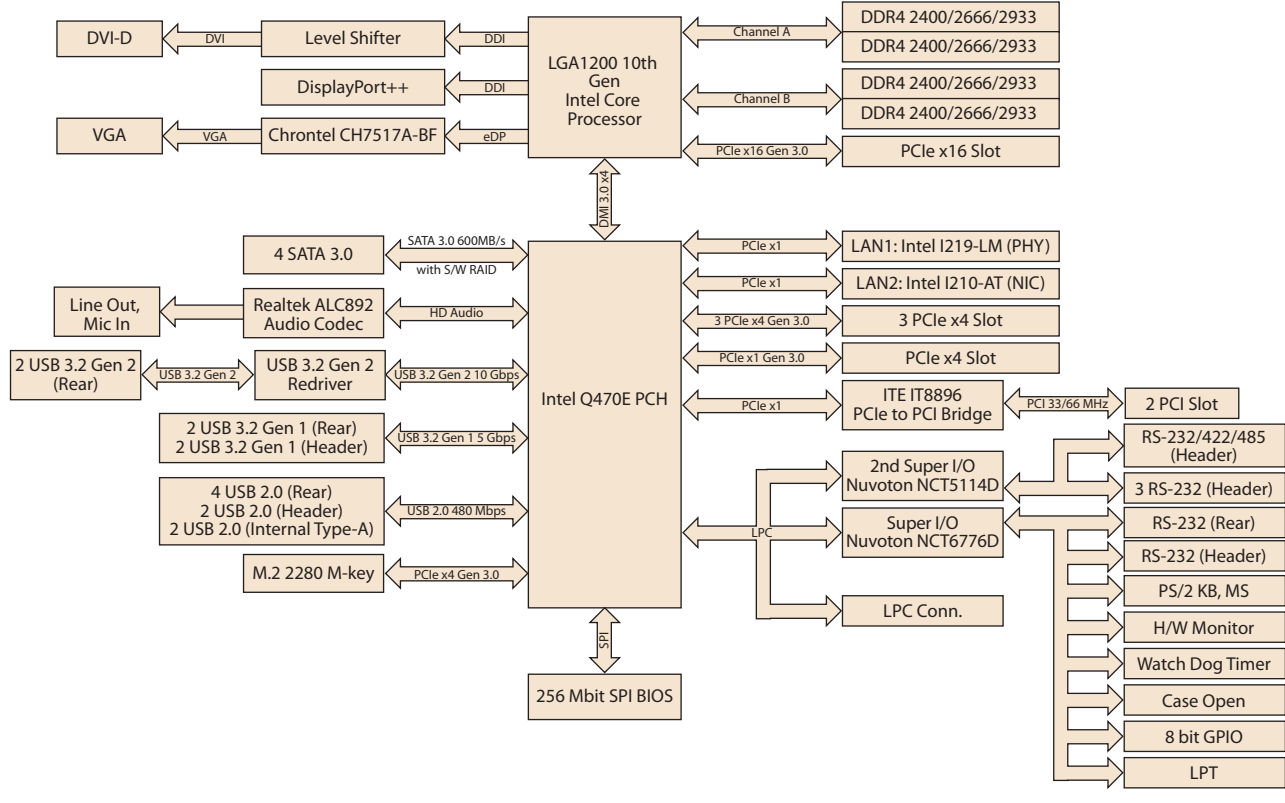 DVI-D
DVI
Level Shifter
DDI
DisplayPort++
DDI
VGA
VGA
Chrontel CH7517A-BF
eDP
LGA1200 10th
Gen
Intel Core
Processor
Channel A
DDR4 2400/2666/2933
DDR4 2400/2666/2933
Channel B
DDR4 2400/2666/2933
DDR4 2400/2666/2933
PCIe x16 Gen 3.0
PCIe x16 Slot
DMI 3.0 x4
4 SATA 3.0
SATA 3.0 600MB/s
with S/W RAID
Line Out,
Mic In
Realtek ALC892
Audio Codec
HD Audio
2 USB 3.2 Gen 2
(Rear)
USB 3.2 Gen 2
USB 3.2 Gen 2
Redriver
USB 3.2 Gen 2 10 Gbps
2 USB 3.2 Gen 1 (Rear)
2 USB 3.2 Gen 1 (Header)
USB 3.2 Gen 1 5 Gbps
4 USB 2.0 (Rear)
2 USB 2.0 (Header)
2 USB 2.0 (Internal Type-A)
USB 2.0 480 Mbps
M.2 2280 M-key
PCIe x4 Gen 3.0
Intel Q470E PCH
SPI
256 Mbit SPI BIOS
PCIe x1
LAN1: Intel I219-LM (PHY)
PCIe x1
LAN2: Intel I210-AT (NIC)
3 PCIe x4 Gen 3.0
3 PCIe x4 Slot
PCIe x1 Gen 3.0
PCIe x4 Slot
PCIe x1
ITE IT8896
PCIe to PCI Bridge
PCI 33/66 MHz
2 PCI Slot
LPC
2nd Super I/O
Nuvoton NCT5114D
Super I/O
Nuvoton NCT6776D
LPC Conn.
RS-232/422/485
(Header)
3 RS-232 (Header)
RS-232 (Rear)
RS-232 (Header)
PS/2 KB, MS
H/W Monitor
Watch Dog Timer
Case Open
8 bit GPIO
LPT